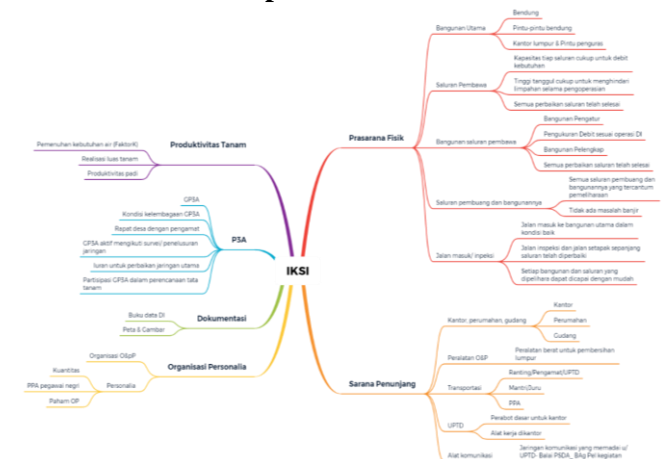 IKSI
Prasarana Fisik
Bangunan Utama
Bendung
Pintu-pintu bendung
Kantor lumpur & Pintu penguras
Saluran Pembawa
Kapasitas tiap saluran cukup untuk debit
kebutuhan
Tinggi tanggul cukup untuk menghindari
limpahan selama pengoperasian
Semua perbaikan saluran telah selesai
Bangunan saluran pembawa
Bangunan Pengatur
Pengukuran Debit sesuai operasi DI
Bangunan Pelengkap
Semua perbaikan saluran telah selesai
Saluran pembuang dan bangunannya
Semua saluran pembuang dan
bangunannya yang tercantum
pemeliharaan
Tidak ada masalah banjir
Jalan masuk/ inpeksi
Jalan masuk ke bangunan utama dalam
kondisi baik
Jalan inspeksi dan jalan setapak sepanjang
saluran telah diperbaiki
Setiap bangunan dan saluran yang
dipelihara dapat dicapai dengan mudah
Sarana Penunjang
Kantor, perumahan, gudang
Kantor
Perumahan
Gudang
Peralatan O&P
Peralatan berat untuk pembersihan
lumpur
Transportasi
Ranting/Pengamat/UPTD
Mantri/Juru
PPA
UPTD
Perabot dasar untuk kantor
Alat kerja dikantor
Alat komunikasi
Jaringan komunikasi yang memadai u/
UPTD- Balai PSDA_ BAg Pel kegiatan
Produktivitas Tanam
Pemenuhan kebutuhan air (FaktorK)
Realisasi luas tanam
Produktivitas padi
P3A
GP3A
Kondisi kelembagaan GP3A
Rapat desa dengan pengamat
GP3A aktif mengikuti survei/ penelusuran
jaringan
Iuran untuk perbaikan jaringan utama
Partisipasi GP3A dalam perencanaan tata
tanam
Dokumentasi
Buku data DI
Peta & Gambar
Organisasi Personalia
Organisasi O&pP
Personalia
Kuantitas
PPA pegawai negri
Paham OP